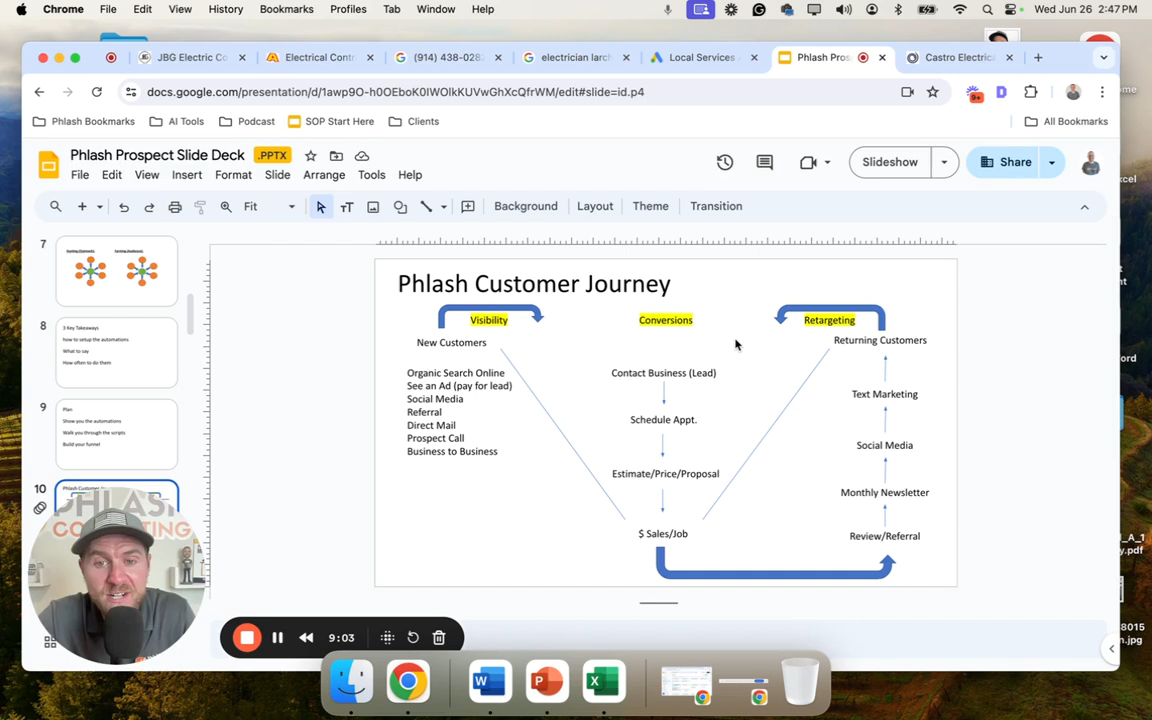 Chrome File Edit View History Bookmarks Profiles Tab Window Help Wed Jun 26 2:47 PM
JBG Electric Co Electrical Contr (914) 438-028 electrician larch Local Services Phlash Pros Castro Electrica
docs.google.com/presentation/d/1awp9O-h0OEboK0IWOlkKUVwGhXcQfrWM/edit#slide=id.p4
9+
D
Phlash Bookmarks AI Tools Podcast SOP Start Here Clients All Bookmarks
Phlash Prospect Slide Deck .PPTX
File Edit View Insert Format Slide Arrange Tools Help
Slideshow Share
Fit Background Layout Theme Transition
7
8
3 Key Takeaways
how to setup the automations
What to say
How often to do them
9
Plan
Show you the automations
Walk you through the scripts
Build your funnel
10
Phlash Customer Journey
Visibility Conversions Retargeting
New Customers Returning Customers
Organic Search Online Contact Business (Lead)
See an Ad (pay for lead)
Social Media Text Marketing
Referral Schedule Appt.
Direct Mail
Prospect Call Social Media
Business to Business
Estimate/Price/Proposal Monthly Newsletter
$ Sales/Job Review/Referral
PHLASH
CONSULTING
9:03
W P X